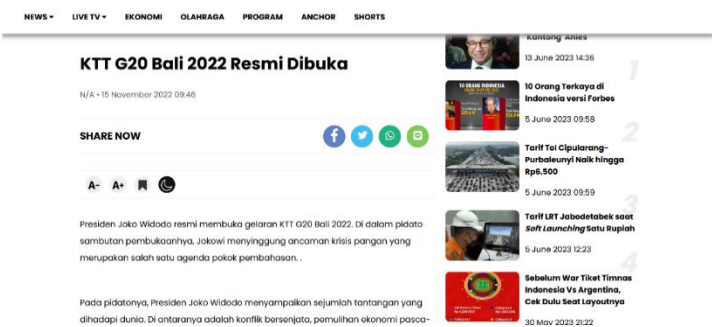 NEWS LIVE TV EKONOMI OLAHRAGA PROGRAM ANCHOR SHORTS
KTT G20 Bali 2022 Resmi Dibuka
N/A • 15 November 2022 09:46
SHARE NOW
A- A+
Presiden Joko Widodo resmi membuka gelaran KTT G20 Bali 2022. Di dalam pidato
sambutan pembukaanhya, Jokowi menyinggung ancaman krisis pangan yang
merupakan salah satu agenda pokok pembahasan. .
Pada pidatonya, Presiden Joko Widodo menyampaikan sejumlah tantangan yang
dihadapi dunia. Di antaranya adalah konflik bersenjata, pemulihan ekonomi pasca-
Kantong' Anies
13 June 2023 14:36
1
10 Orang Terkaya di
Indonesia versi Forbes
5 June 2023 09:58
2
Tarif Tol Cipularang-
Purbaleunyi Naik hingga
Rp6.500
5 June 2023 09:59
3
Tarif LRT Jabodetabek saat
Soft Launching Satu Rupiah
5 June 2023 12:23
4
Sebelum War Tiket Timnas
Indonesia Vs Argentina,
Cek Dulu Seat Layoutnya
30 May 2023 21:22